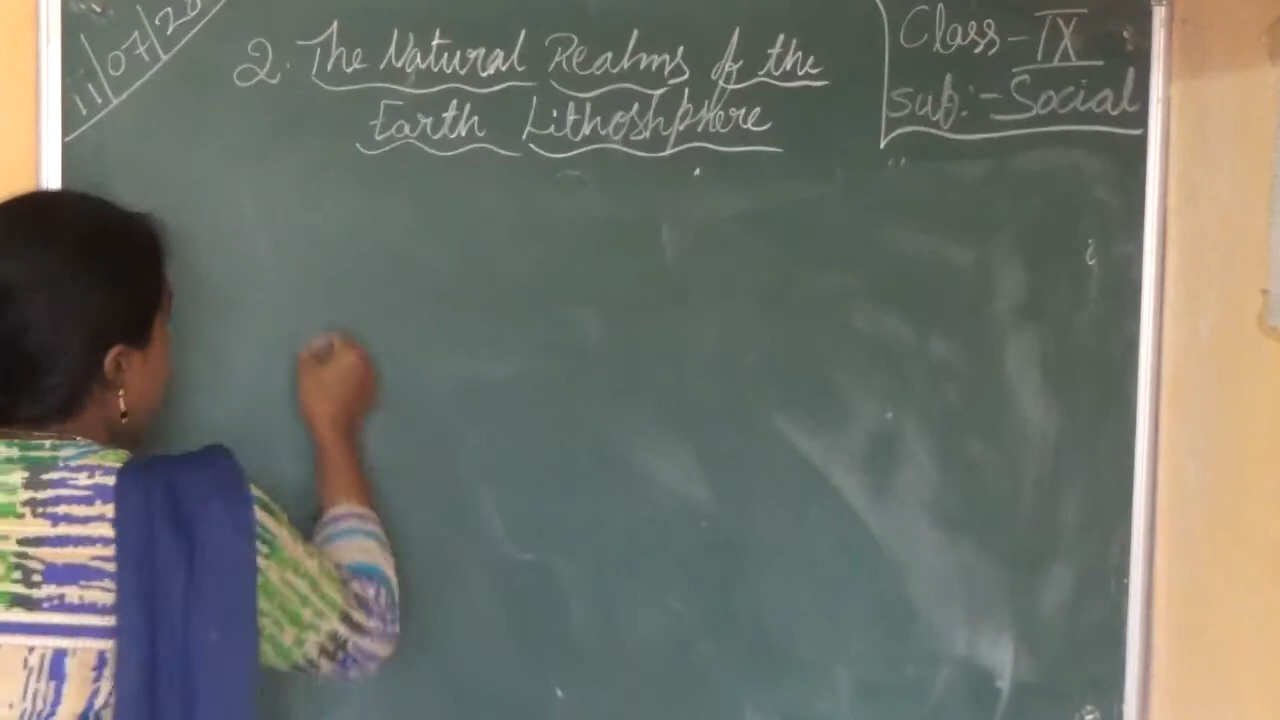 11/07/20
2. The Natural Realms of the
Earth Lithoshphere
Class - IX
Sub:- Social